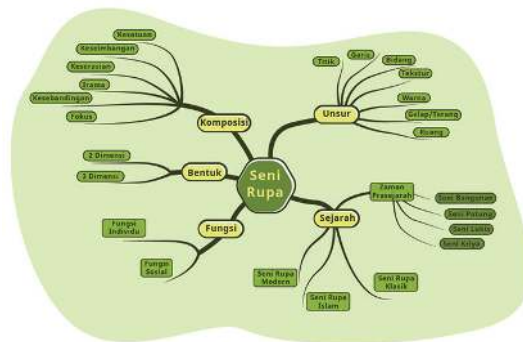 Kesatuan
Keseimbangan
Keserasian
Irama
Kesebandingan
Fokus
Komposisi
2 Dimensi
3 Dimensi
Bentuk
Fungsi
Individu
Fungsi
Sosial
Fungsi
Seni
Rupa
Titik
Garis
Bidang
Tekstur
Warna
Gelap/Terang
Ruang
Unsur
Sejarah
Zaman
Prasejarah
Seni Bangunan
Seni Patung
Seni Lukis
Seni Kriya
Seni Rupa
Klasik
Seni Rupa
Islam
Seni Rupa
Modern